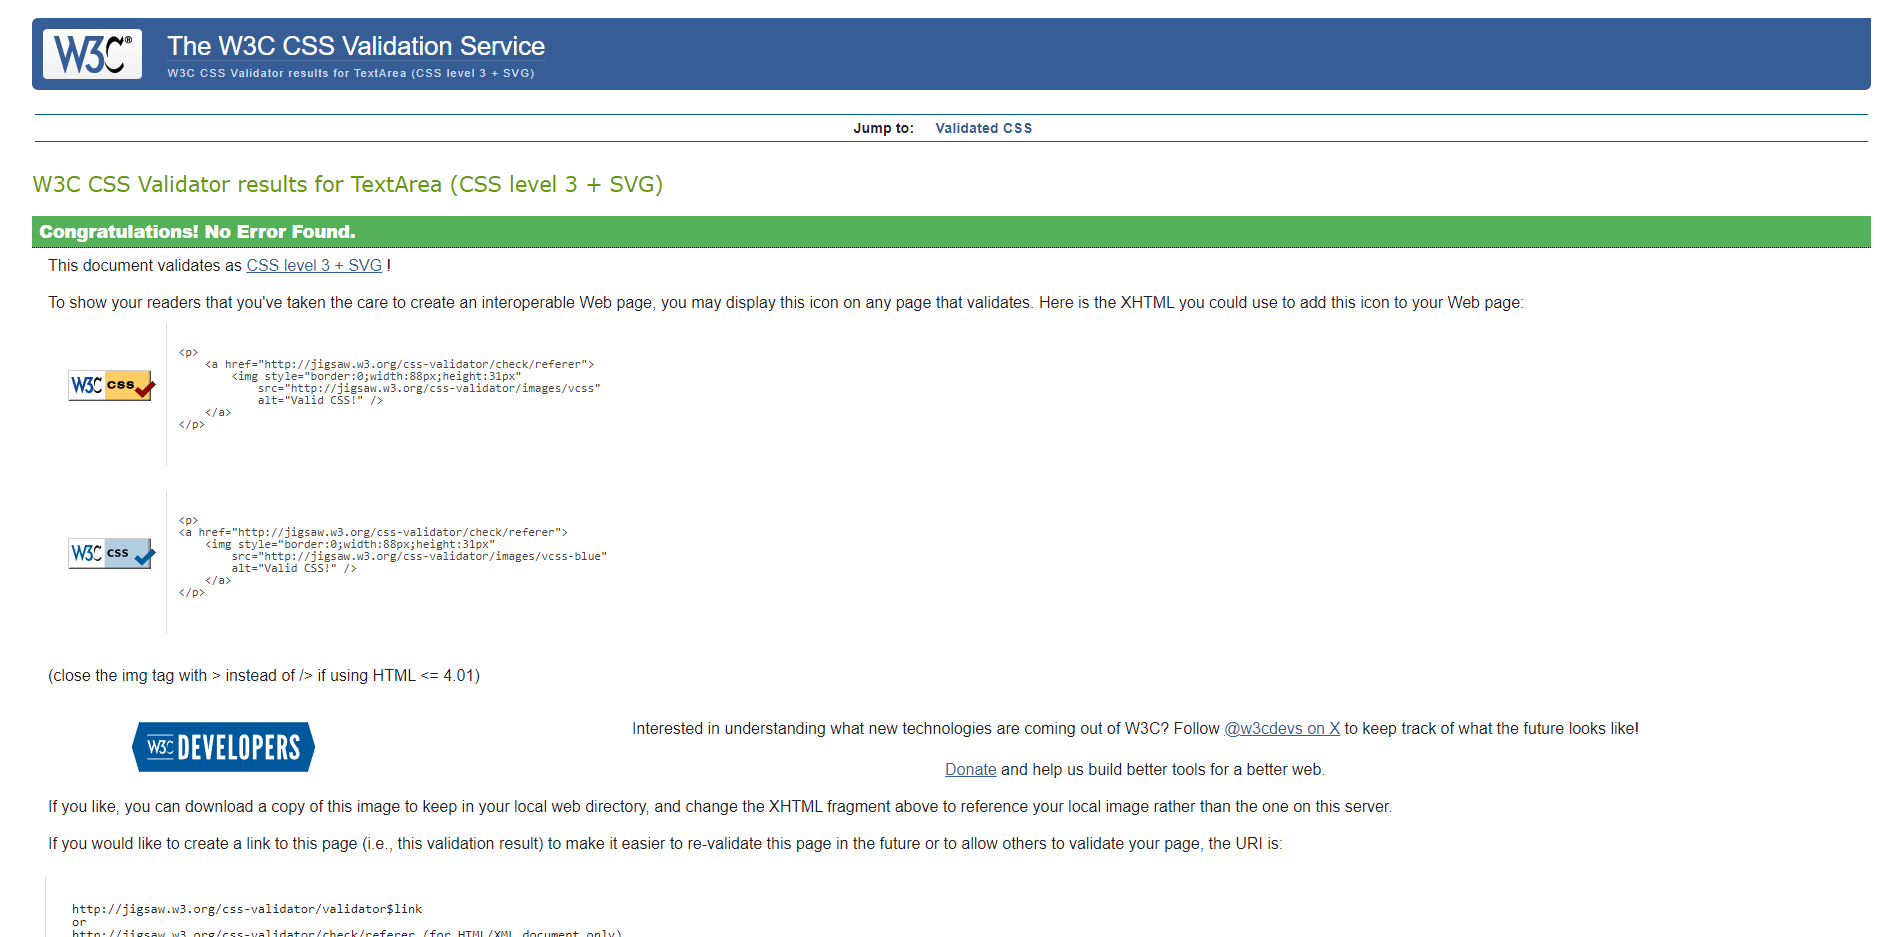 W3C®
The W3C CSS Validation Service
W3C CSS Validator results for TextArea (CSS level 3 + SVG)
Jump to: Validated CSS
W3C CSS Validator results for TextArea (CSS level 3 + SVG)
Congratulations! No Error Found.
This document validates as CSS level 3 + SVG !
To show your readers that you've taken the care to create an interoperable Web page, you may display this icon on any page that validates. Here is the XHTML you could use to add this icon to your Web page:
W3C css
<p>
    <a href="http://jigsaw.w3.org/css-validator/check/referer">
        <img style="border:0;width:88px;height:31px"
            src="http://jigsaw.w3.org/css-validator/images/vcss"
            alt="Valid CSS!" />
    </a>
</p>
W3C css
<p>
<a href="http://jigsaw.w3.org/css-validator/check/referer">
    <img style="border:0;width:88px;height:31px"
        src="http://jigsaw.w3.org/css-validator/images/vcss-blue"
        alt="Valid CSS!" />
    </a>
</p>
(close the img tag with > instead of /> if using HTML <= 4.01)
W3C DEVELOPERS
Interested in understanding what new technologies are coming out of W3C? Follow @w3cdevs on X to keep track of what the future looks like!
Donate and help us build better tools for a better web.
If you like, you can download a copy of this image to keep in your local web directory, and change the XHTML fragment above to reference your local image rather than the one on this server.
If you would like to create a link to this page (i.e., this validation result) to make it easier to re-validate this page in the future or to allow others to validate your page, the URI is:
http://jigsaw.w3.org/css-validator/validator$link
or
http://jigsaw.w3.org/css-validator/check/referer (for HTML/XML document only)